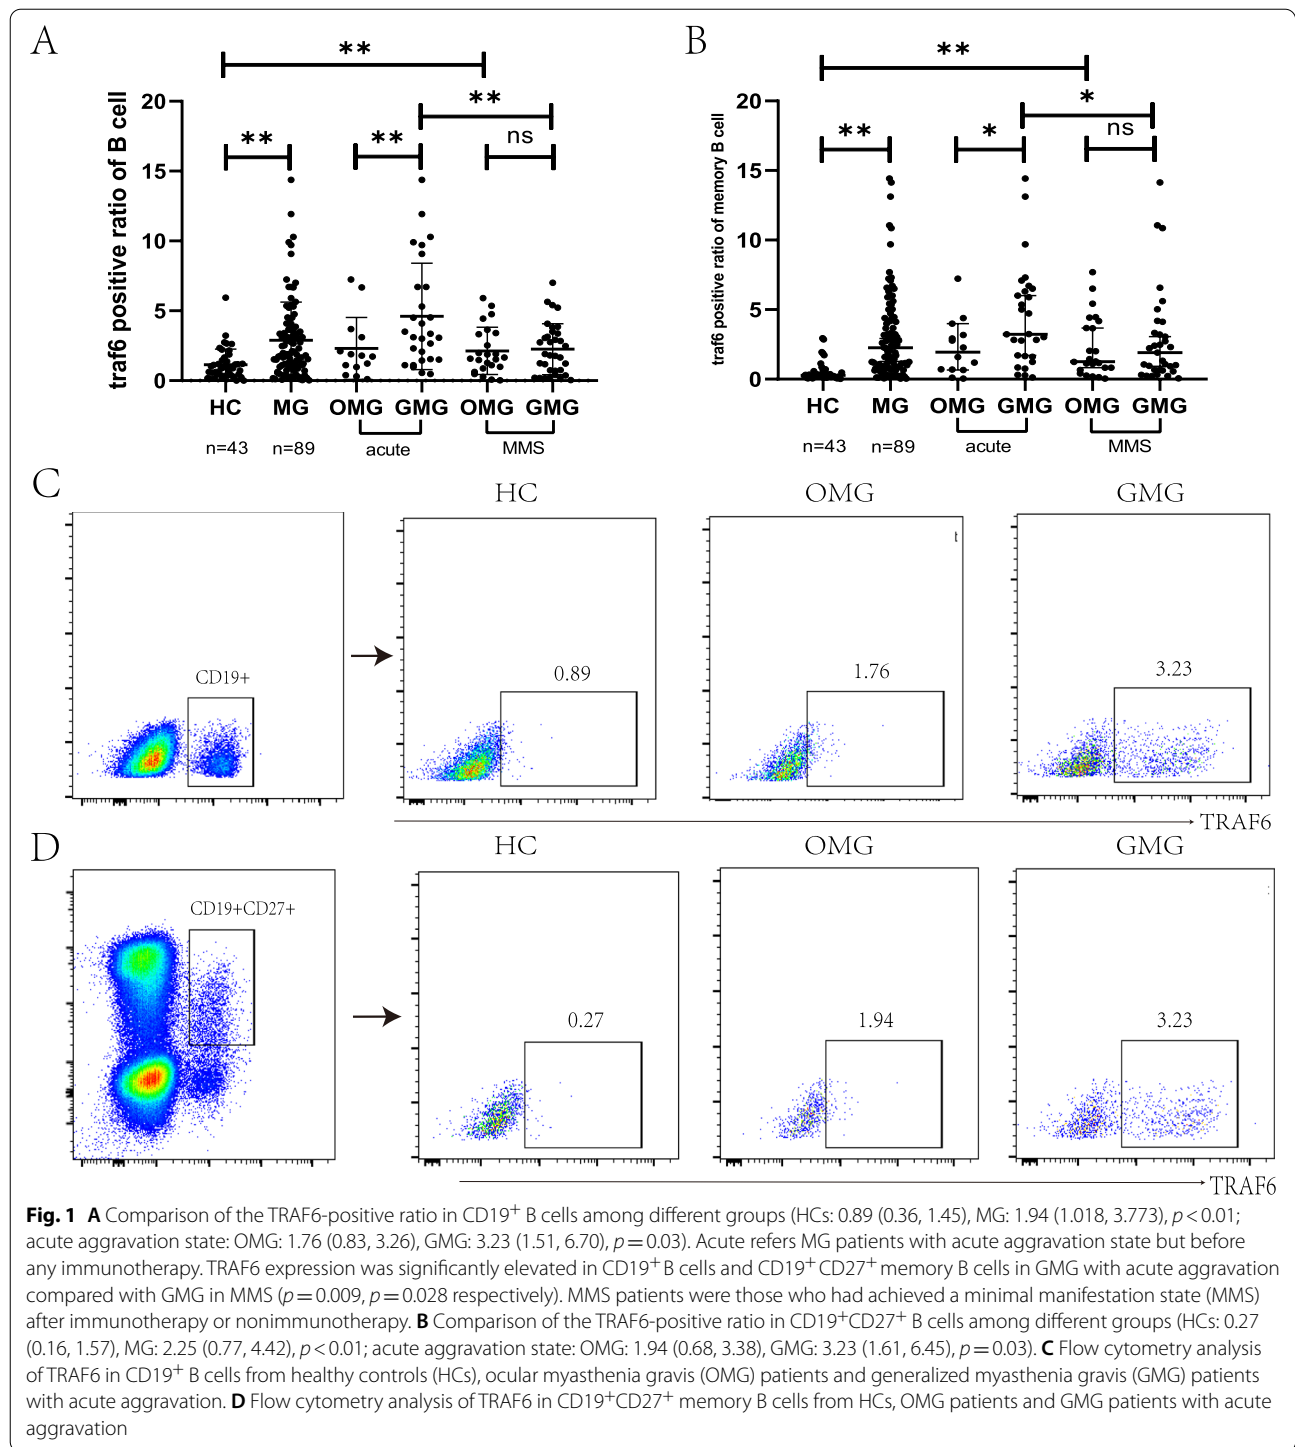 A
B
**
**
**
**
**
ns
traf6 positive ratio of B cell
20
15
10
5
0
HC MG OMG GMG OMG GMG
n=43 n=89 acute MMS
**
*
**
*
ns
traf6 positive ratio of memory B cell
20
15
10
5
0
HC MG OMG GMG OMG GMG
n=43 n=89 acute MMS
C
HC OMG GMG
CD19+
0.89
1.76
t
3.23
TRAF6
D
HC OMG GMG
CD19+CD27+
0.27
1.94
3.23
TRAF6
Fig. 1 A Comparison of the TRAF6-positive ratio in CD19+ B cells among different groups (HCs: 0.89 (0.36, 1.45), MG: 1.94 (1.018, 3.773), p < 0.01;
acute aggravation state: OMG: 1.76 (0.83, 3.26), GMG: 3.23 (1.51, 6.70), p = 0.03). Acute refers MG patients with acute aggravation state but before
any immunotherapy. TRAF6 expression was significantly elevated in CD19+ B cells and CD19+CD27+ memory B cells in GMG with acute aggravation
compared with GMG in MMS (p = 0.009, p = 0.028 respectively). MMS patients were those who had achieved a minimal manifestation state (MMS)
after immunotherapy or nonimmunotherapy. B Comparison of the TRAF6-positive ratio in CD19+CD27+ B cells among different groups (HCs: 0.27
(0.16, 1.57), MG: 2.25 (0.77, 4.42), p < 0.01; acute aggravation state: OMG: 1.94 (0.68, 3.38), GMG: 3.23 (1.61, 6.45), p = 0.03). C Flow cytometry analysis
of TRAF6 in CD19+ B cells from healthy controls (HCs), ocular myasthenia gravis (OMG) patients and generalized myasthenia gravis (GMG) patients
with acute aggravation. D Flow cytometry analysis of TRAF6 in CD19+CD27+ memory B cells from HCs, OMG patients and GMG patients with acute
aggravation